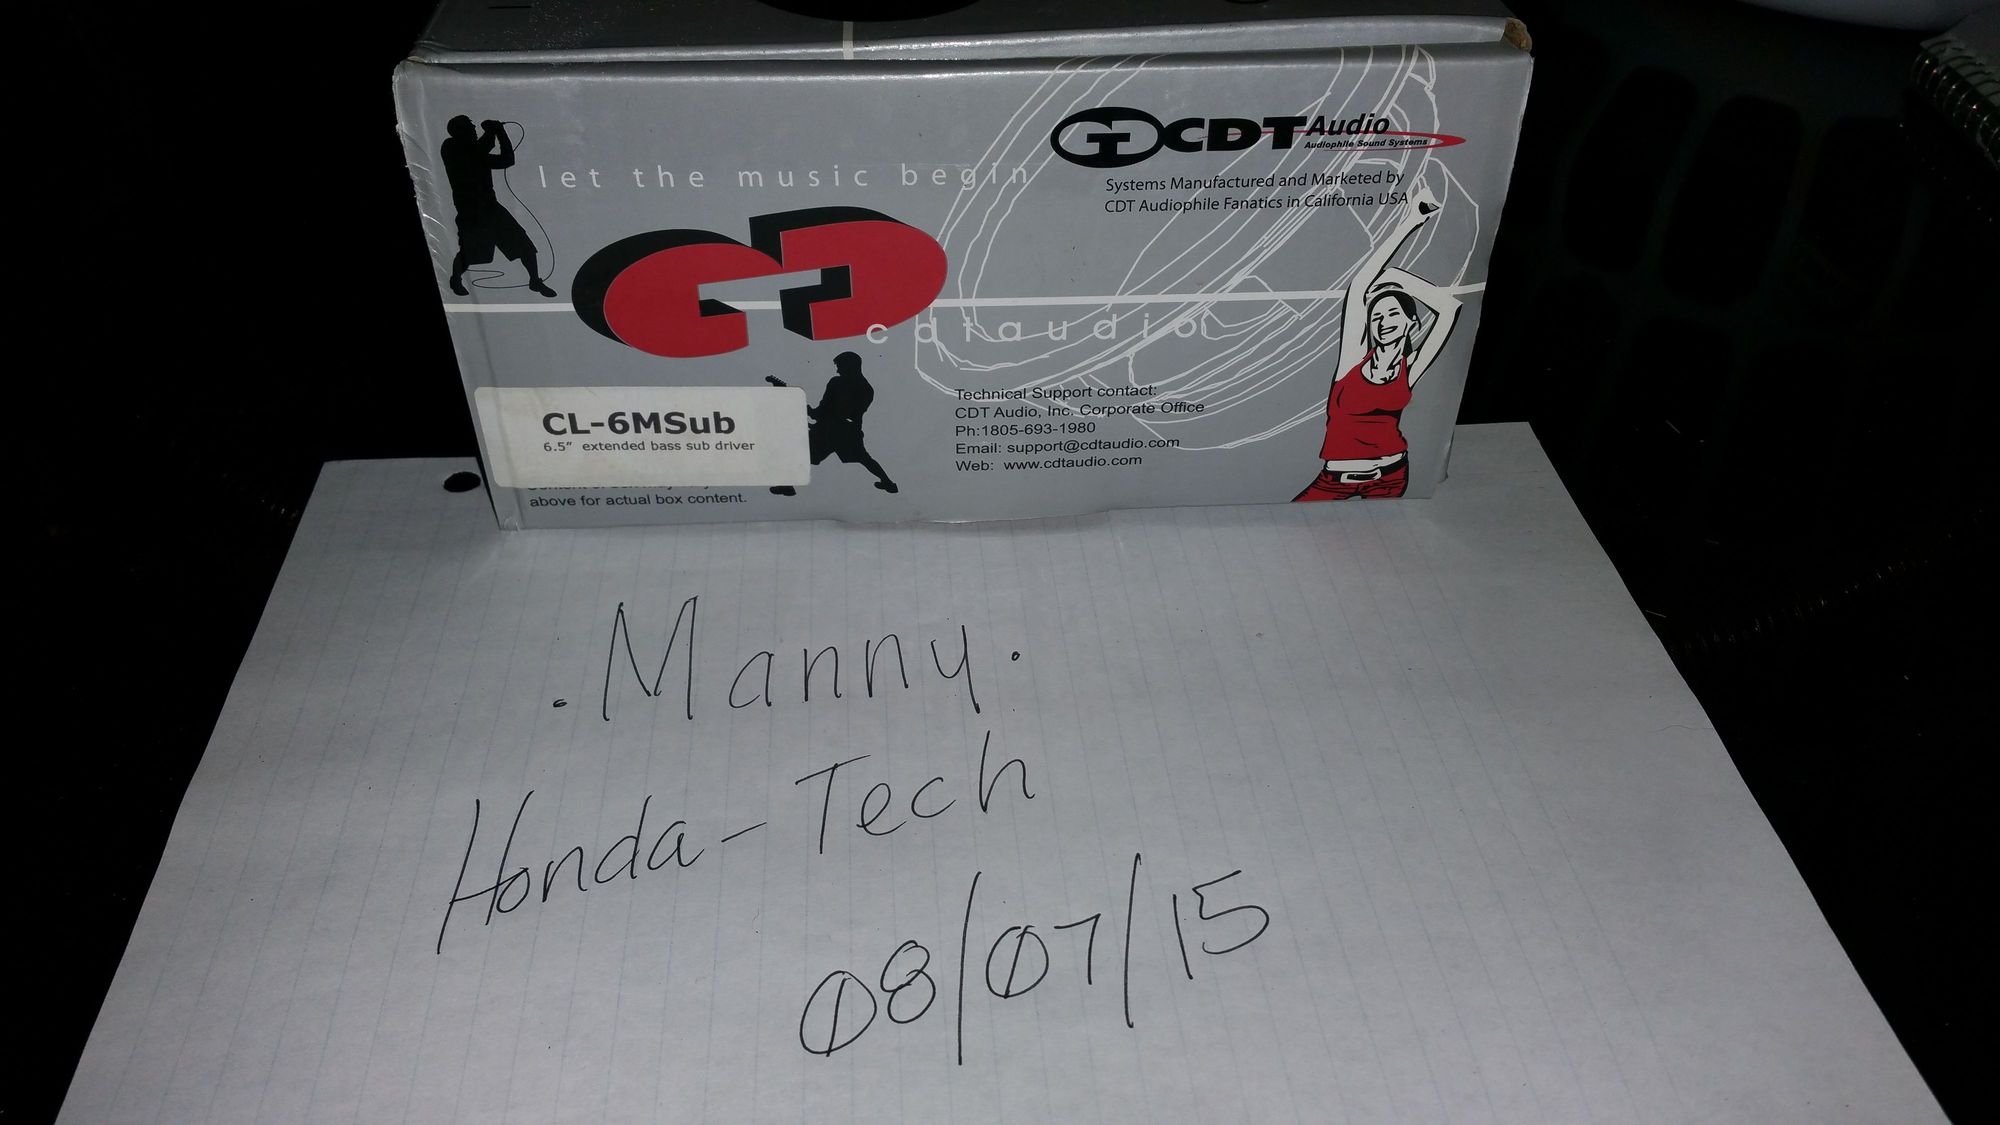 let the music begin
CDT Audio
Audiophile Sound Systems
Systems Manufactured and Marketed by
CDT Audiophile Fanatics in California USA
cdtaudio
CL-6MSub
6.5" extended bass sub driver
above for actual box content.
Technical Support contact:
CDT Audio, Inc. Corporate Office
Ph:1805-693-1980
Email: support@cdtaudio.com
Web: www.cdtaudio.com
.Manny.
Honda-Tech
08/07/15